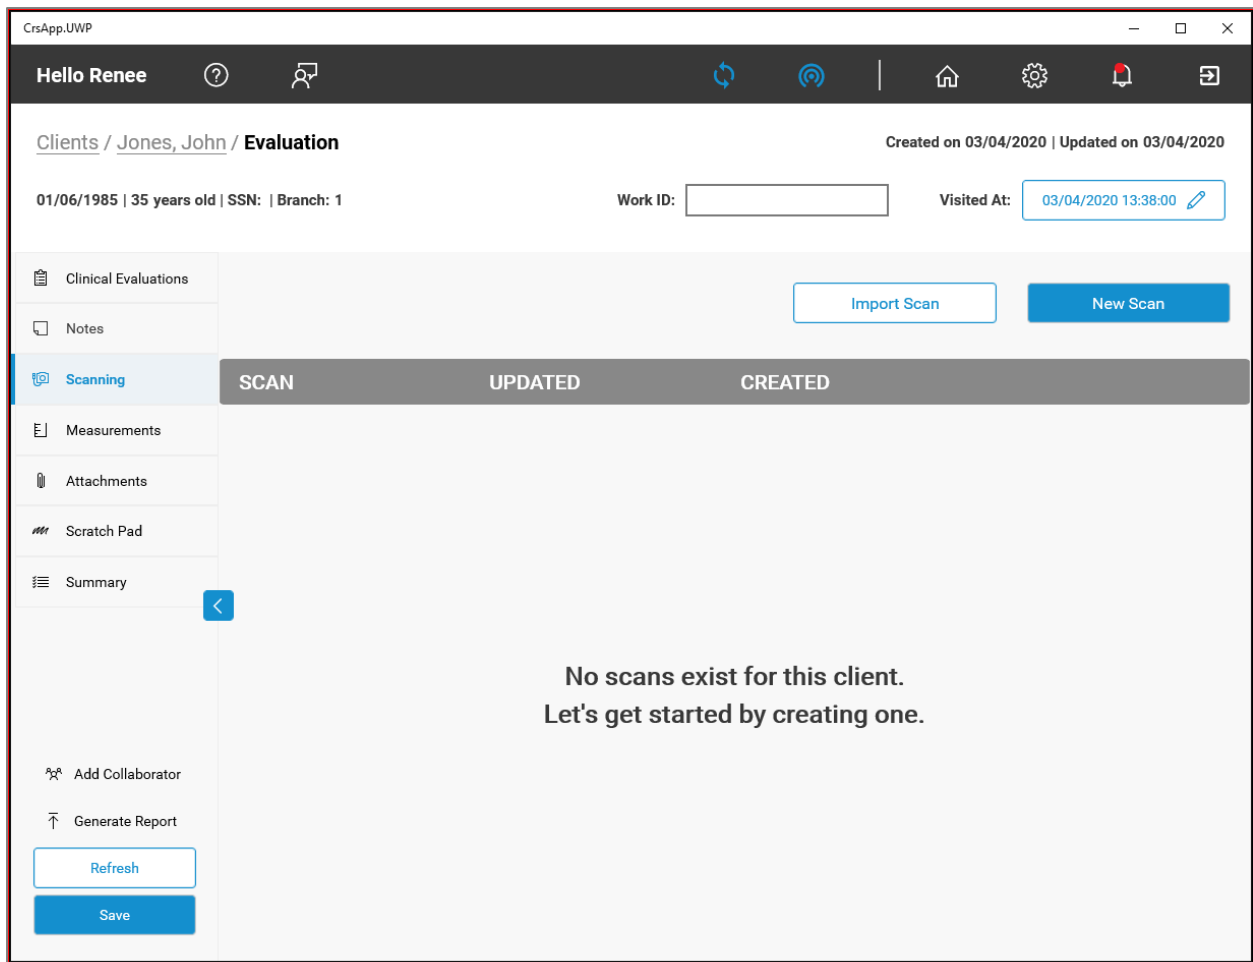 CrsApp.UWP
Hello Renee
Clients / Jones, John / Evaluation
Created on 03/04/2020 | Updated on 03/04/2020
01/06/1985 | 35 years old | SSN: | Branch: 1
Work ID:
Visited At: 03/04/2020 13:38:00
Clinical Evaluations
Notes
Scanning
Measurements
Attachments
Scratch Pad
Summary
Import Scan
New Scan
SCAN UPDATED CREATED
No scans exist for this client.
Let's get started by creating one.
Add Collaborator
Generate Report
Refresh
Save